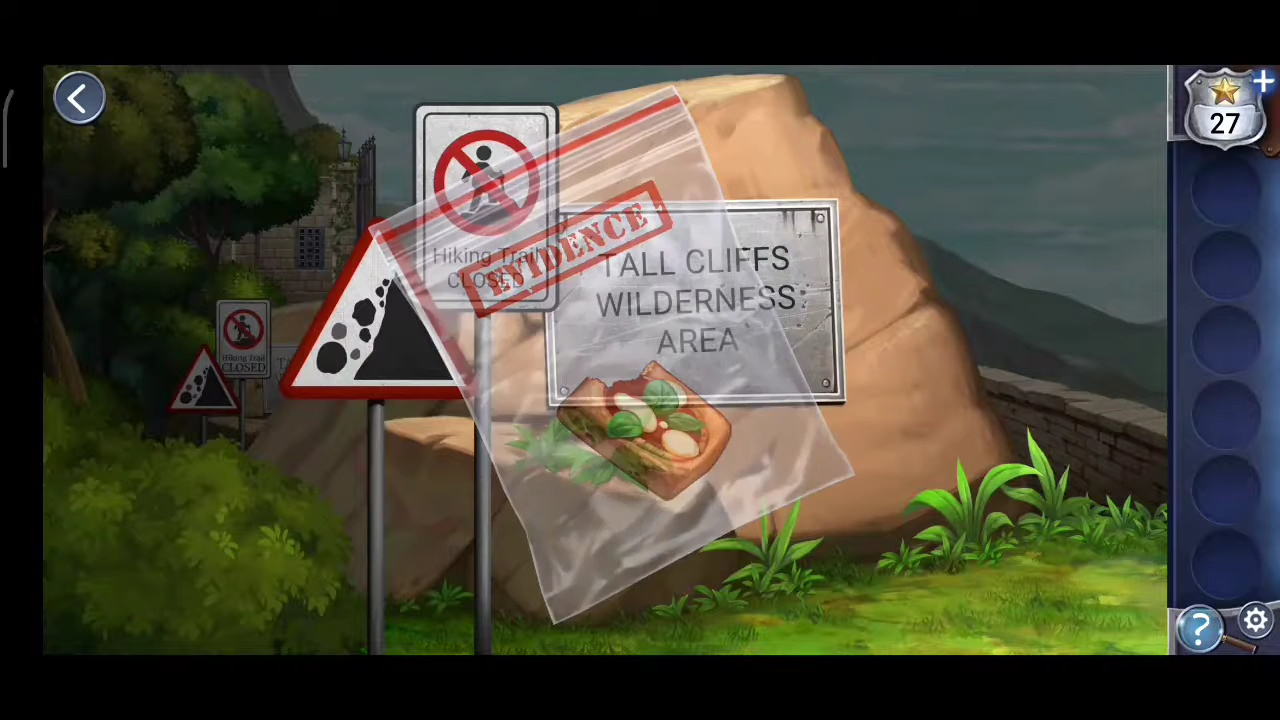 27
Hiking Trail
CLOSED
EVIDENCE
TALL CLIFFS
WILDERNESS
AREA
Hiking Trail
CLOSED
?